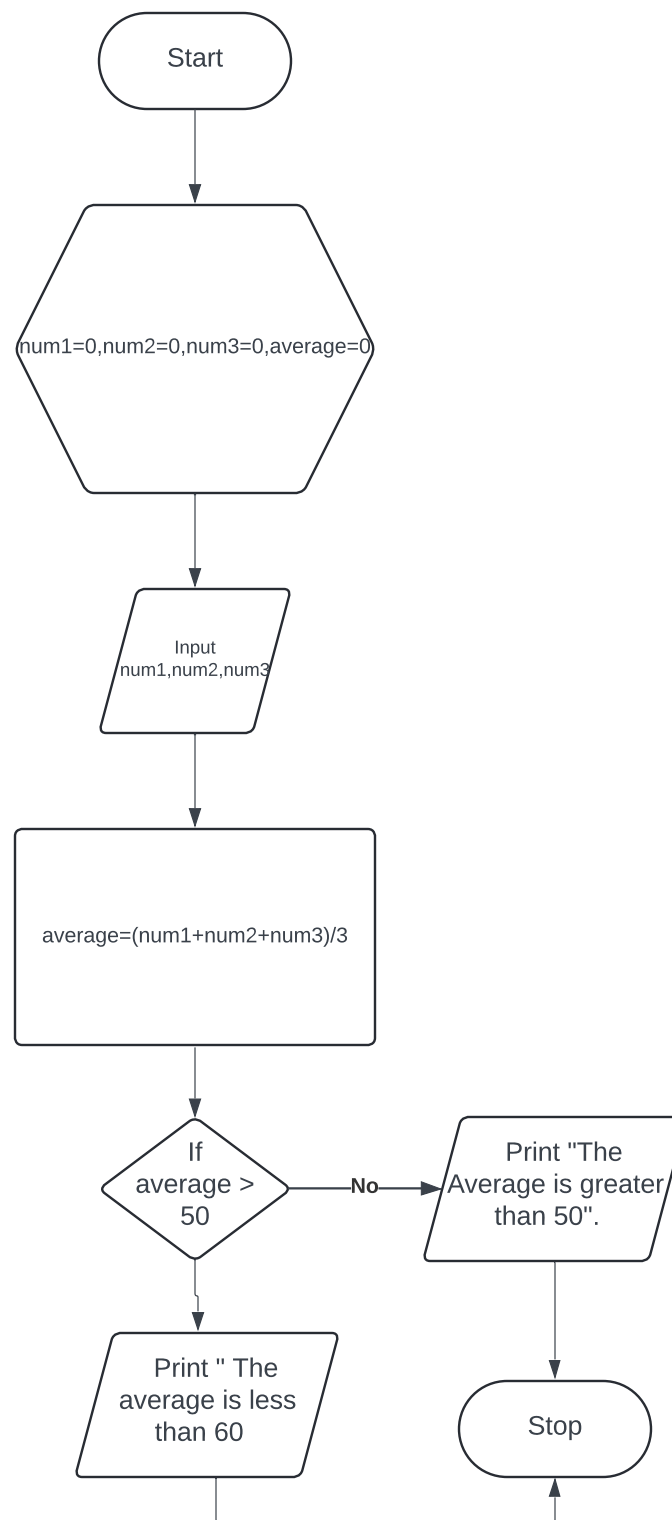 Start
num1=0,num2=0,num3=0,average=0
Input
num1,num2,num3
average=(num1+num2+num3)/3
If
average >
50
No
Print "The
Average is greater
than 50".
Print " The
average is less
than 60
Stop